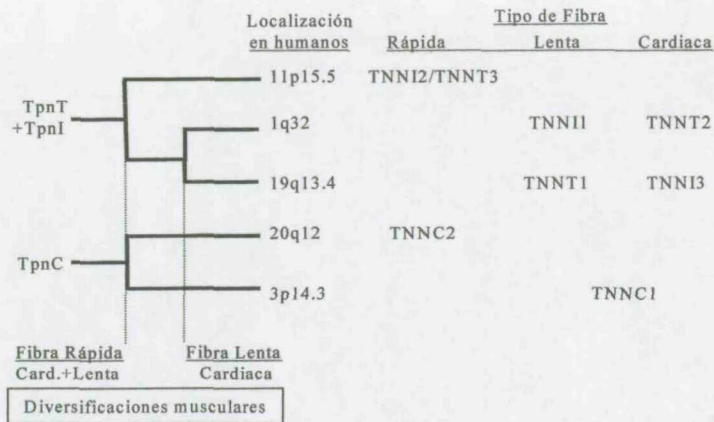 Localización
en humanos
Tipo de Fibra
Rápida Lenta Cardiaca
TpnT
+TpnI
11p15.5 TNNI2/TNNT3
1q32 TNNI1 TNNT2
19q13.4 TNNT1 TNNI3
TpnC
20q12 TNNC2
3p14.3 TNNC1
Fibra Rápida Fibra Lenta
Card.+Lenta Cardiaca
Diversificaciones musculares